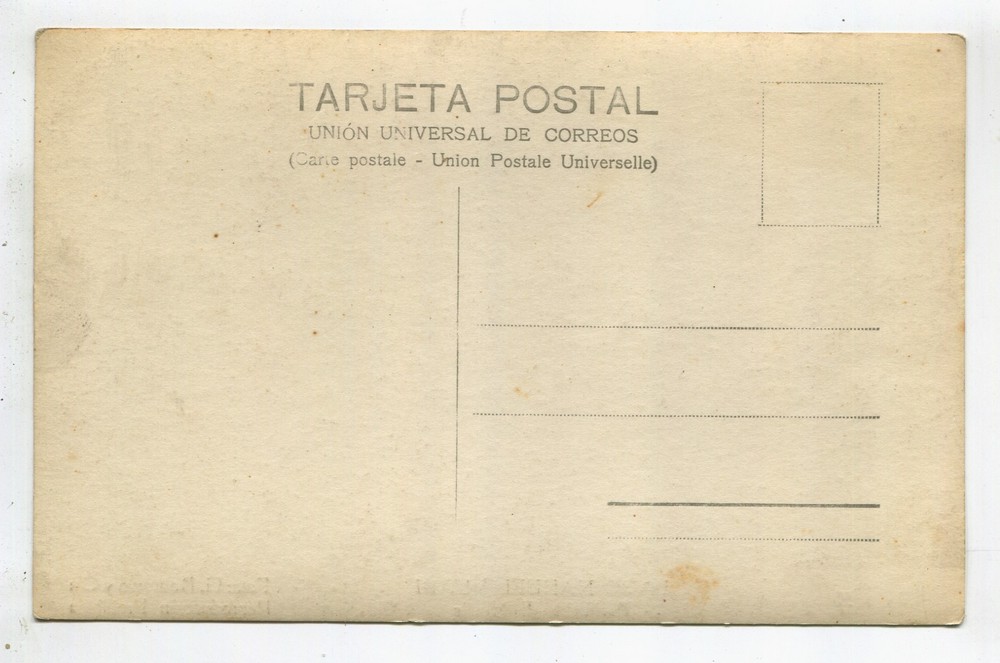 TARJETA POSTAL
UNIÓN UNIVERSAL DE CORREOS
(Carte postale - Union Postale Universelle)